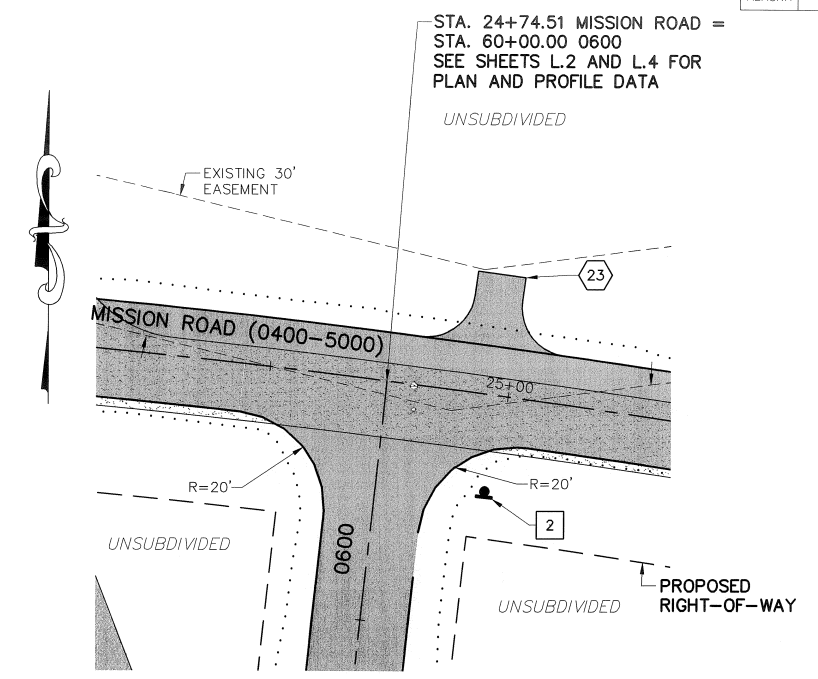 STA. 24+74.51 MISSION ROAD =
STA. 60+00.00 0600
SEE SHEETS L.2 AND L.4 FOR
PLAN AND PROFILE DATA
UNSUBDIVIDED
EXISTING 30'
EASEMENT
23
MISSION ROAD (0400-5000)
25+00
R=20'
R=20'
2
0600
UNSUBDIVIDED
UNSUBDIVIDED
PROPOSED
RIGHT-OF-WAY